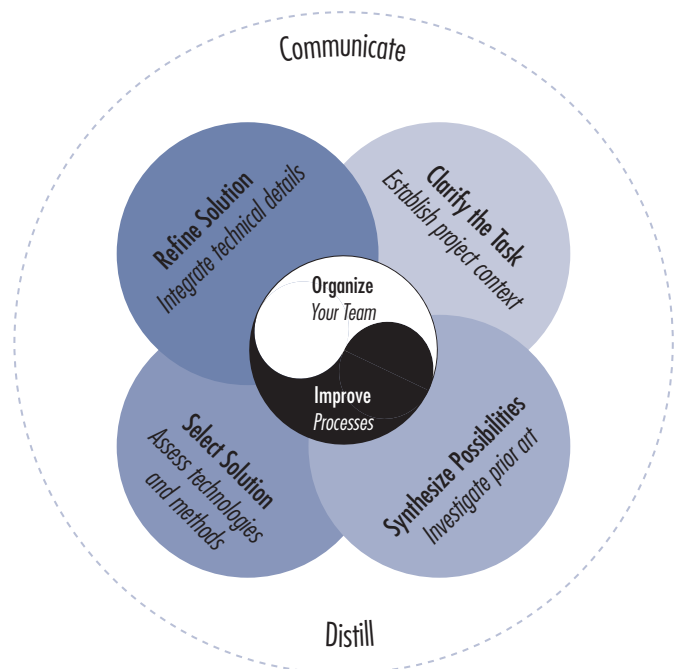 Communicate
Refine Solution
Integrate technical details
Clarify the Task
Establish project context
Organize
Your Team
Improve
Processes
Select Solution
Assess technologies
and methods
Synthesize Possibilities
Investigate prior art
Distill